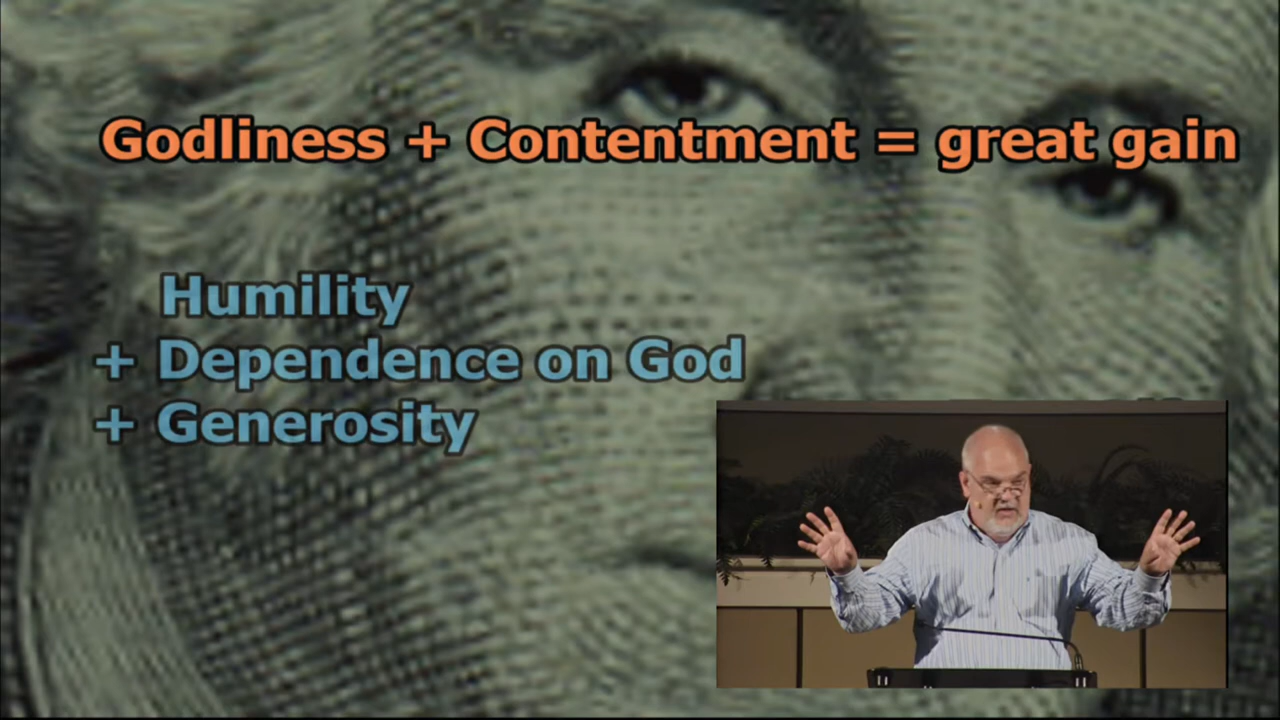 Godliness + Contentment = great gain
Humility
+ Dependence on God
+ Generosity